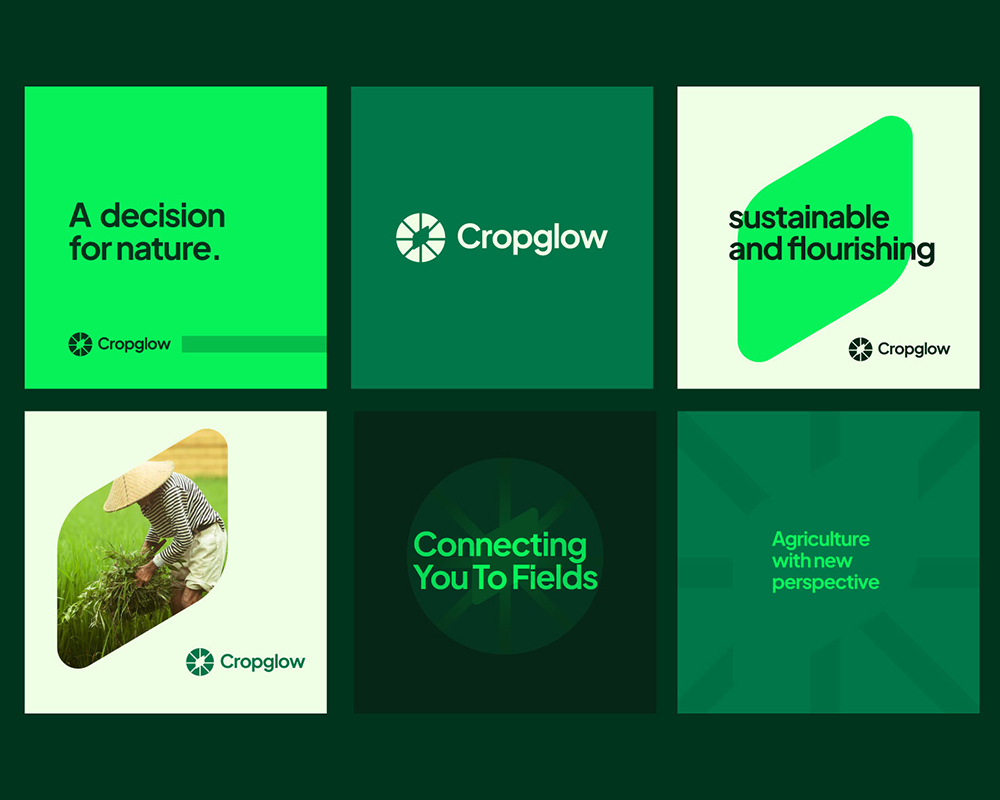 A decision
for nature.
Cropglow
Cropglow
sustainable
and flourishing
Cropglow
Cropglow
Connecting
You To Fields
Agriculture
with new
perspective